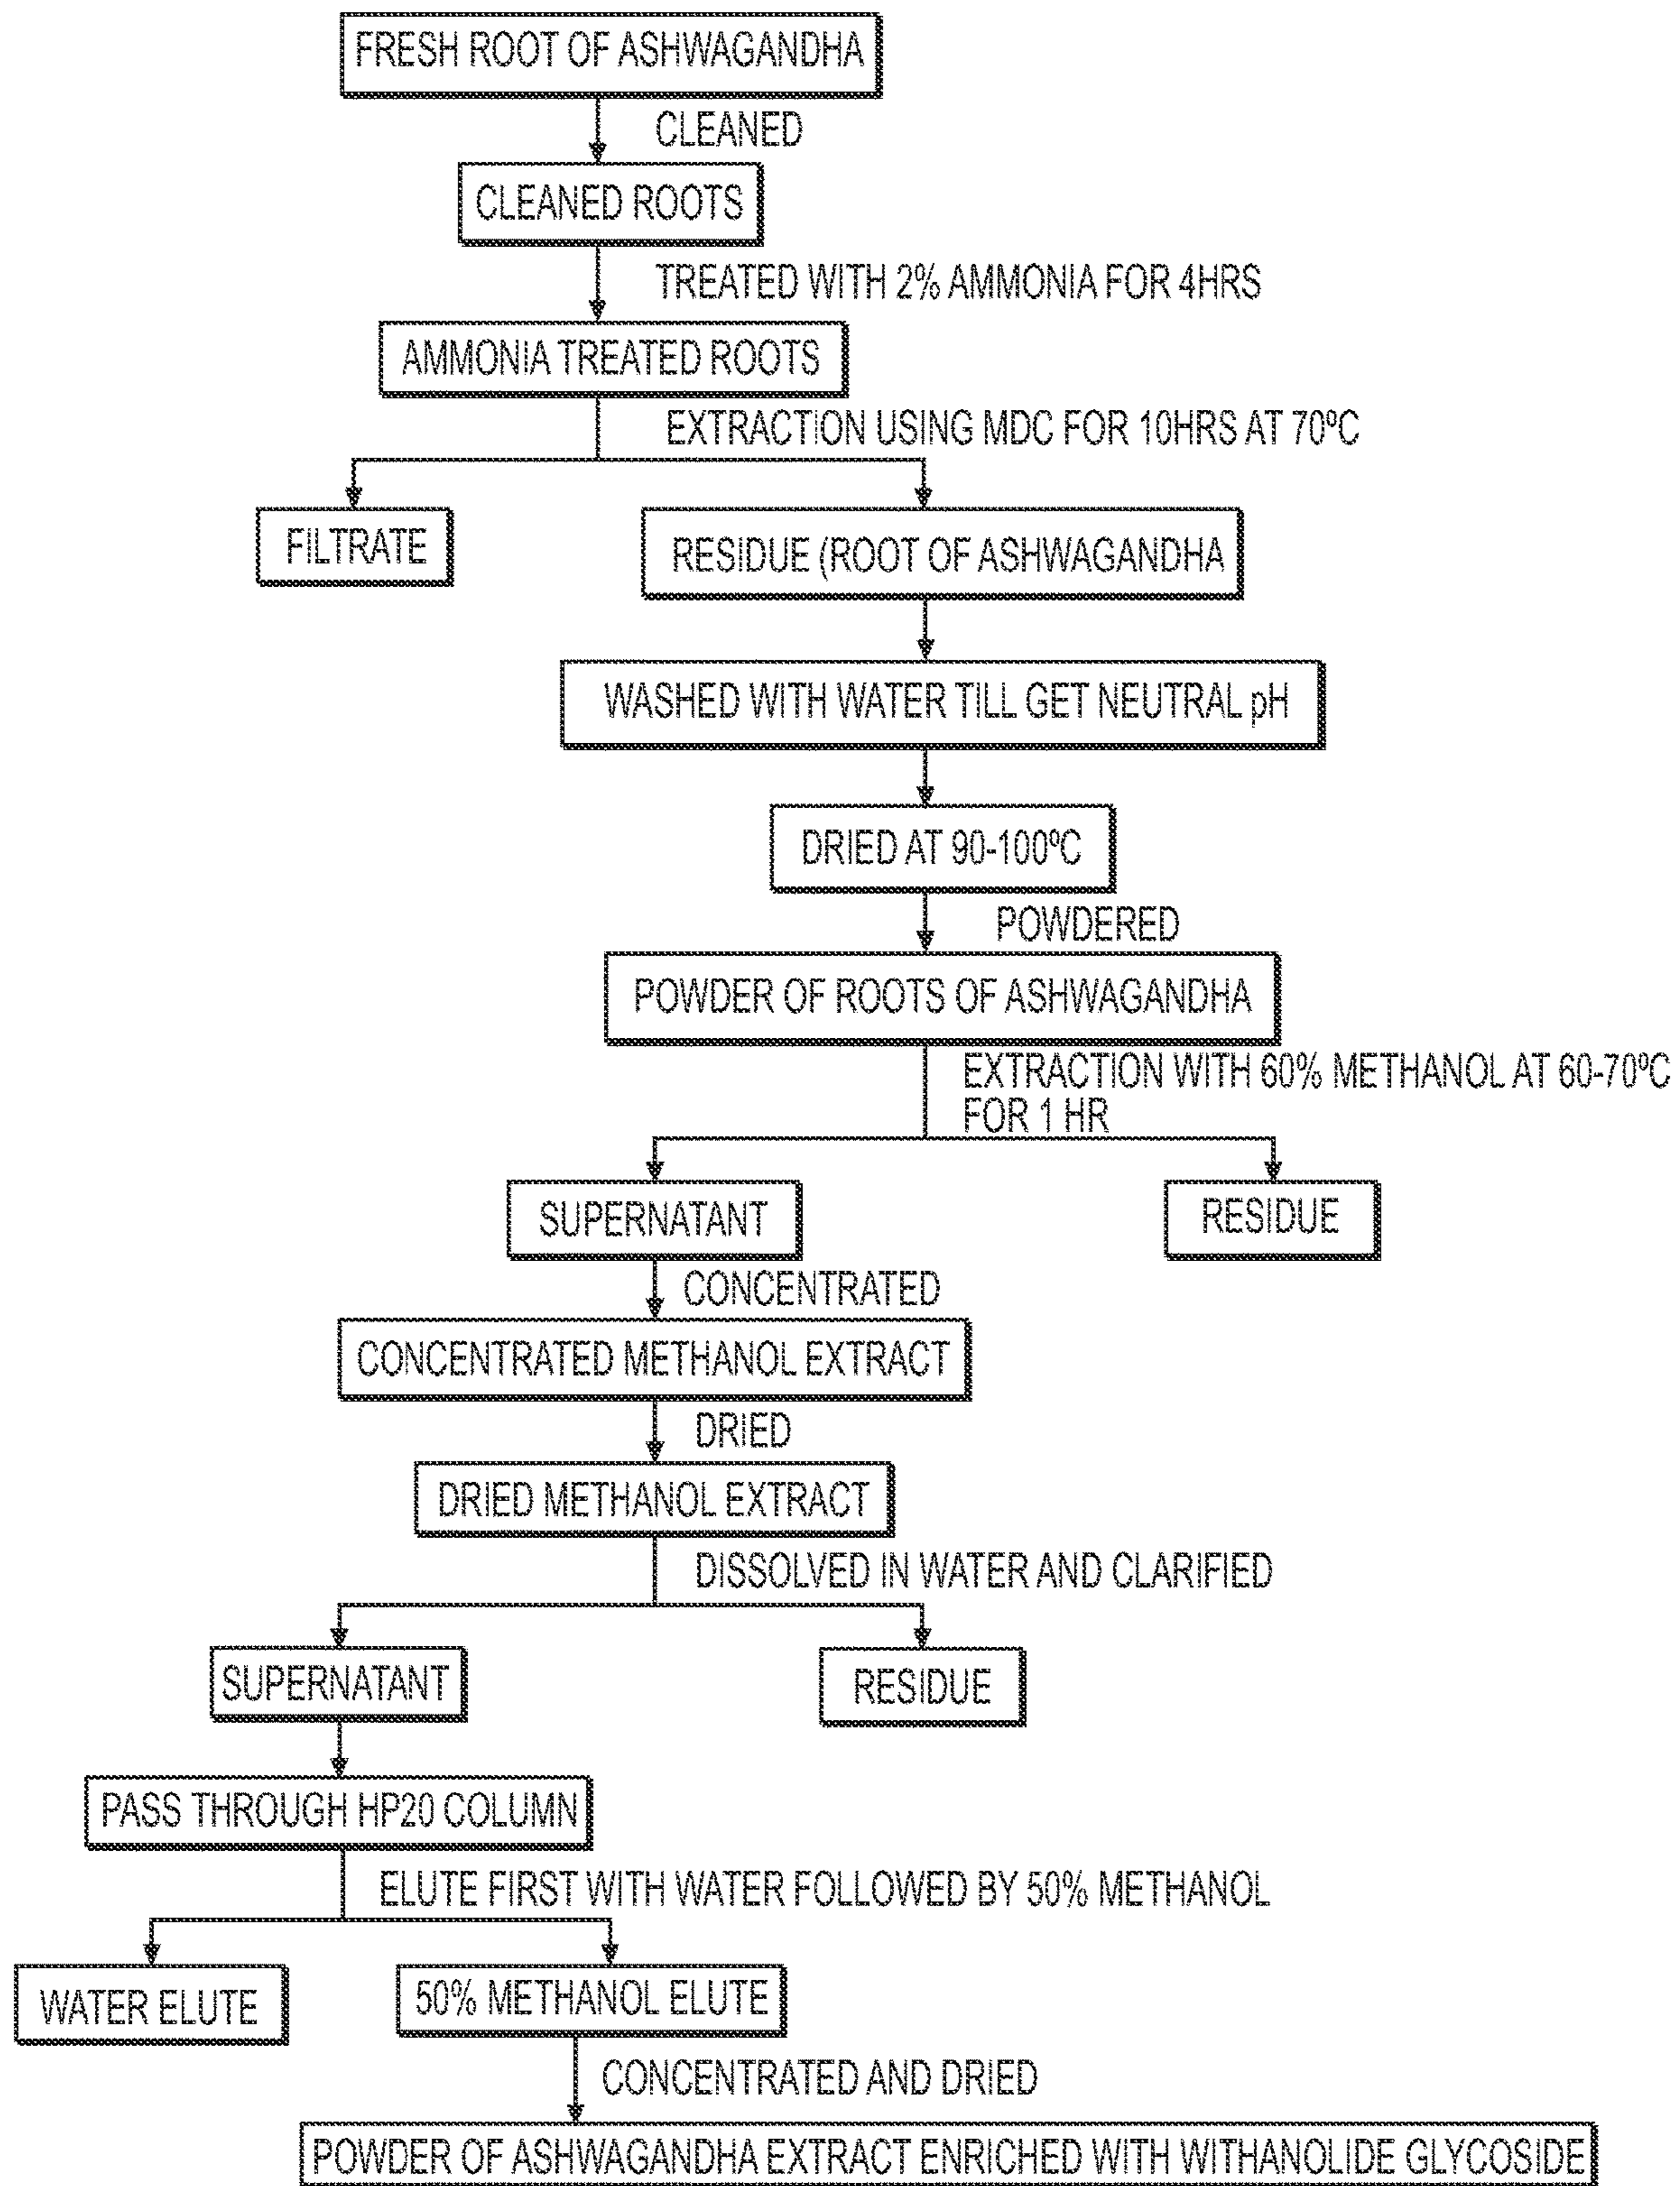 FRESH ROOT OF ASHWAGANDHA
CLEANED
CLEANED ROOTS
TREATED WITH 2% AMMONIA FOR 4HRS
AMMONIA TREATED ROOTS
EXTRACTION USING MDC FOR 10HRS AT 70ºC
FILTRATE
RESIDUE (ROOT OF ASHWAGANDHA
WASHED WITH WATER TILL GET NEUTRAL pH
DRIED AT 90-100ºC
POWDERED
POWDER OF ROOTS OF ASHWAGANDHA
EXTRACTION WITH 60% METHANOL AT 60-70ºC
FOR 1 HR
SUPERNATANT
RESIDUE
CONCENTRATED
CONCENTRATED METHANOL EXTRACT
DRIED
DRIED METHANOL EXTRACT
DISSOLVED IN WATER AND CLARIFIED
SUPERNATANT
RESIDUE
PASS THROUGH HP20 COLUMN
ELUTE FIRST WITH WATER FOLLOWED BY 50% METHANOL
WATER ELUTE
50% METHANOL ELUTE
CONCENTRATED AND DRIED
POWDER OF ASHWAGANDHA EXTRACT ENRICHED WITH WITHANOLIDE GLYCOSIDE